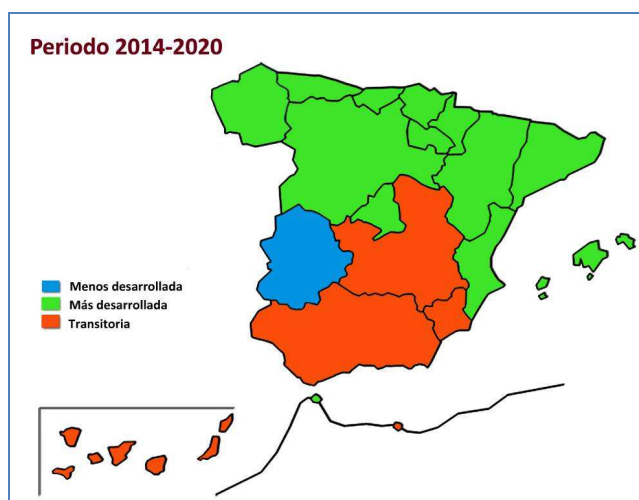 Periodo 2014-2020
Menos desarrollada
Más desarrollada
Transitoria